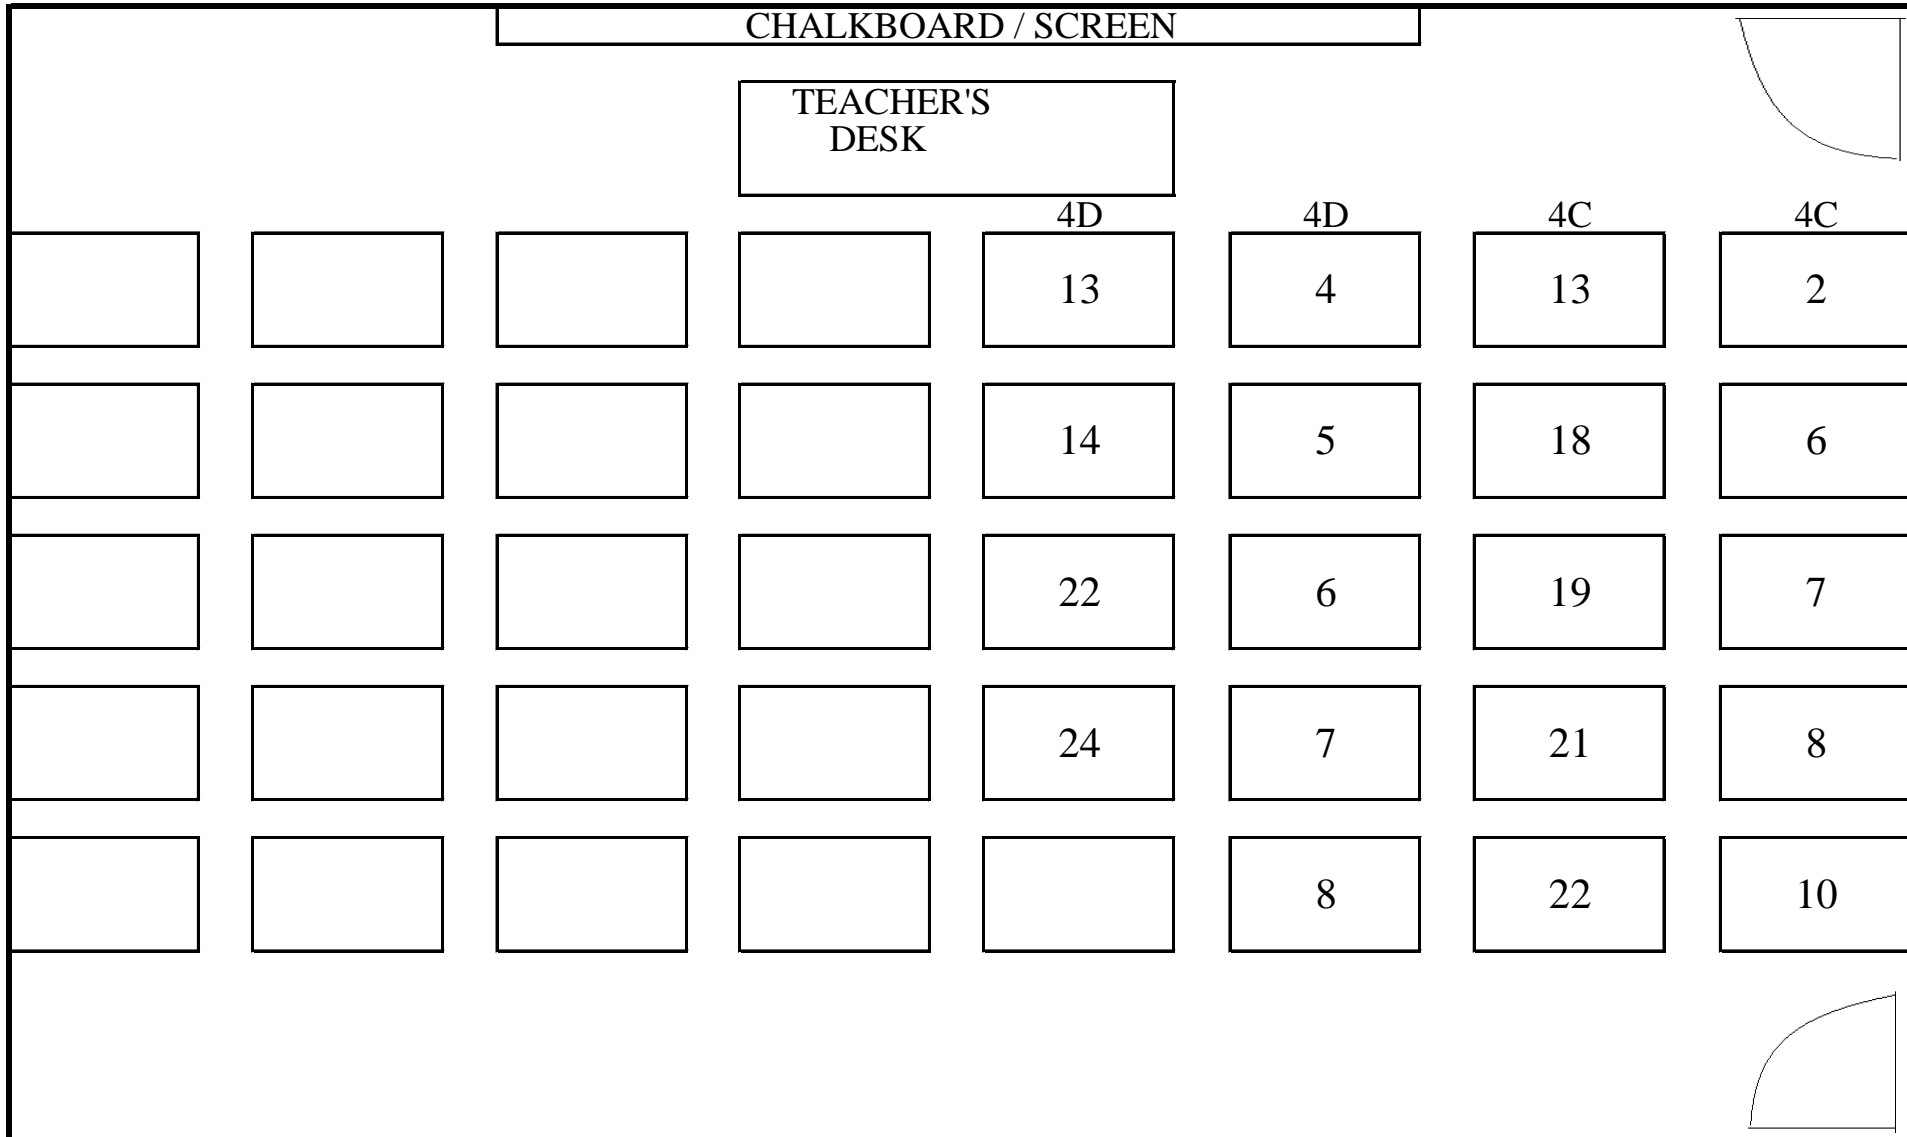 CHALKBOARD / SCREEN
TEACHER'S
DESK
4D 4D 4C 4C
13 4 13 2
14 5 18 6
22 6 19 7
24 7 21 8
8 22 10